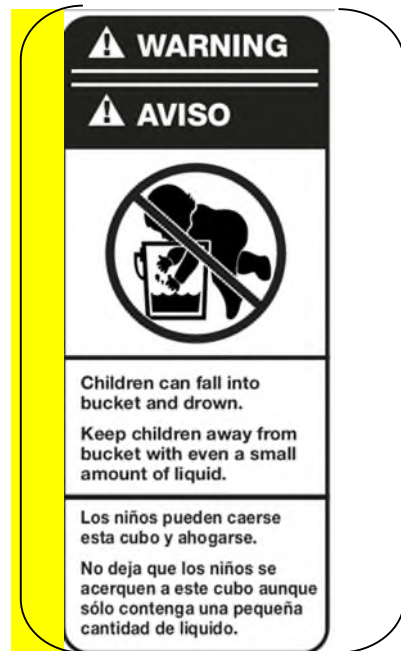 WARNING
AVISO
Children can fall into
bucket and drown.
Keep children away from
bucket with even a small
amount of liquid.
Los niños pueden caerse
esta cubo y ahogarse.
No deja que los niños se
acerquen a este cubo aunque
sólo contenga una pequeña
cantidad de liquido.